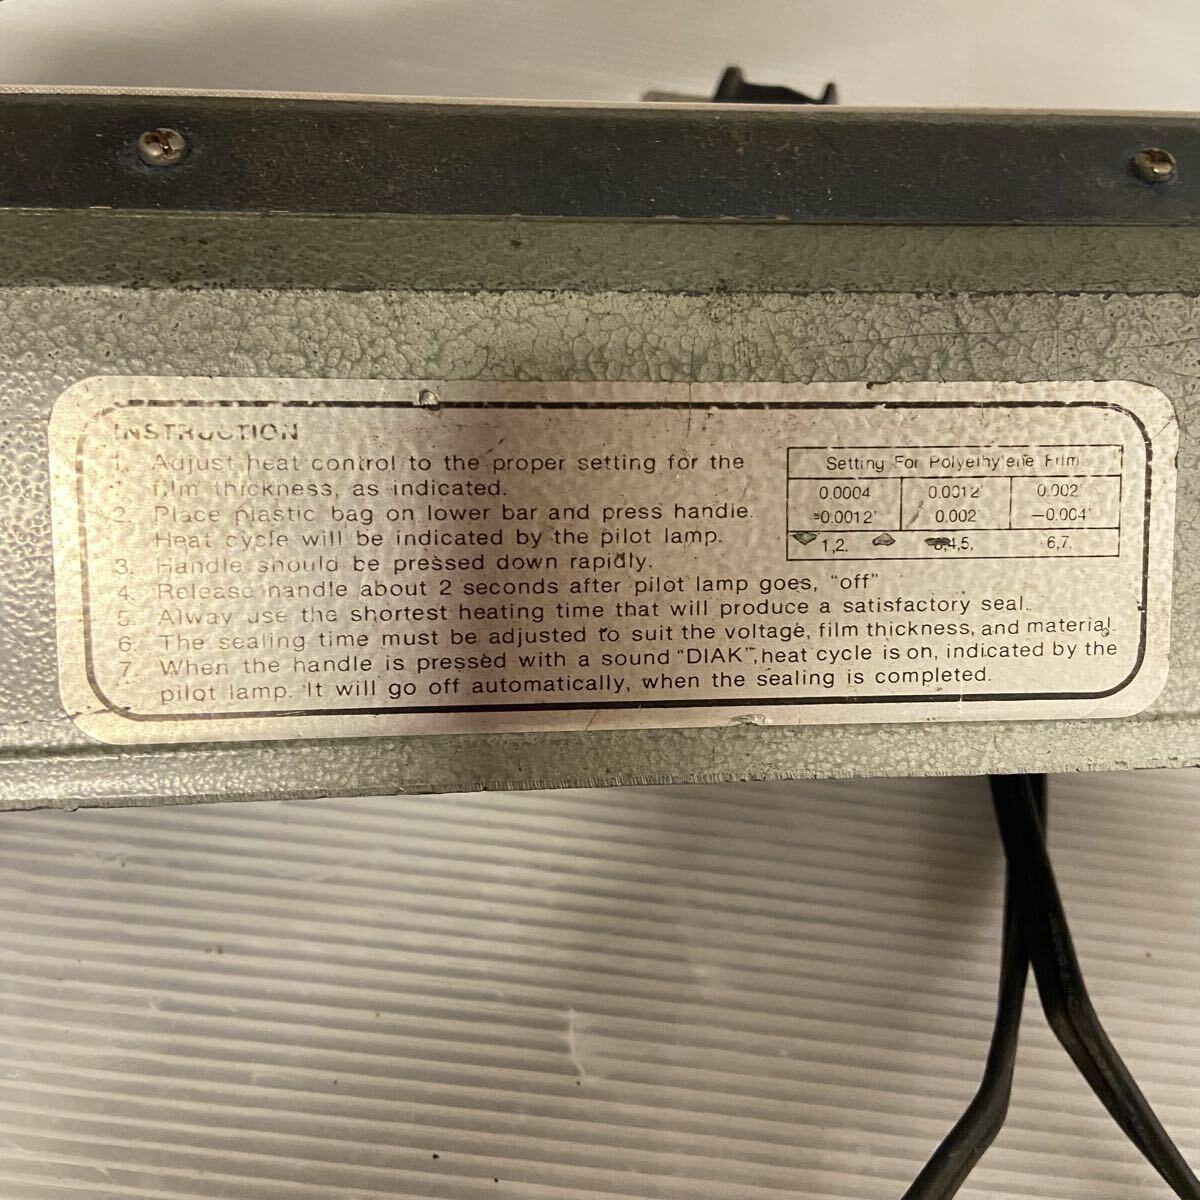 INSTRUCTION
1. Adjust heat control to the proper setting for the
film thickness, as indicated.
2. Place plastic bag on lower bar and press handie.
Heat cycle will be indicated by the pilot lamp.
3. Handle should be pressed down rapidly.
4. Release handle about 2 seconds after pilot lamp goes, "off"
5. Alway use the shortest heating time that will produce a satisfactory seal.
6. The sealing time must be adjusted to suit the voltage, film thickness, and material.
7. When the handle is pressed with a sound "DIAK", heat cycle is on, indicated by the
pilot lamp. It will go off automatically, when the sealing is completed.
Setting For Polyethylene Film
0.0004 0.0012" 0.002"
-0.0012" 0.002" -0.004"
1,2. 4,5, 6,7,